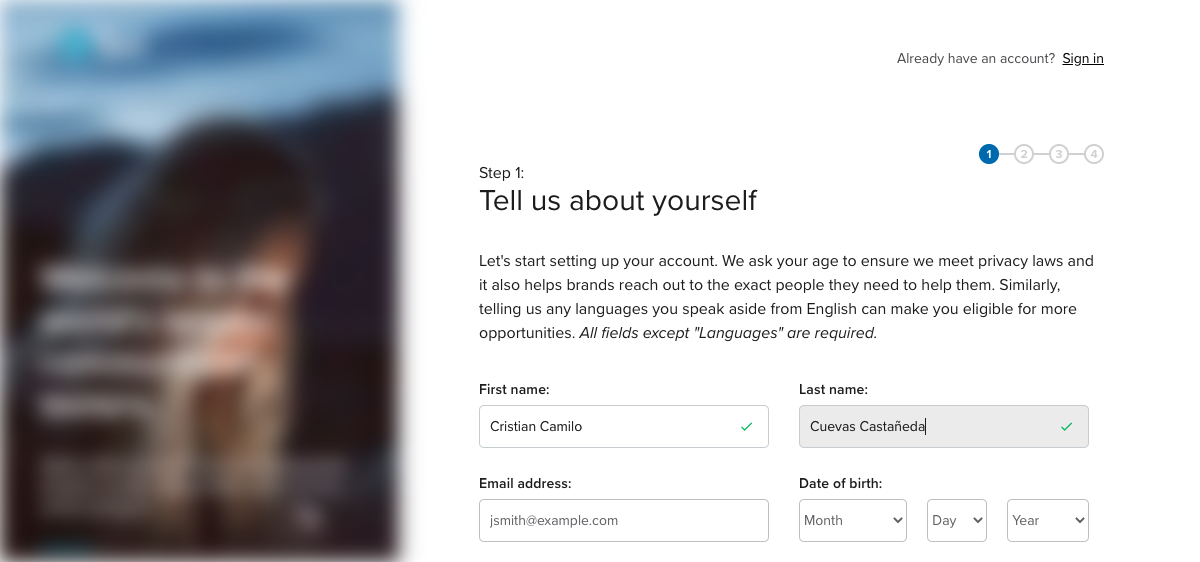 Already have an account? Sign in
1 2 3 4
Step 1:
Tell us about yourself
Let's start setting up your account. We ask your age to ensure we meet privacy laws and
it also helps brands reach out to the exact people they need to help them. Similarly,
telling us any languages you speak aside from English can make you eligible for more
opportunities. All fields except "Languages" are required.
First name: Last name:
Cristian Camilo Cuevas Castañeda
Email address: Date of birth:
jsmith@example.com Month Day Year